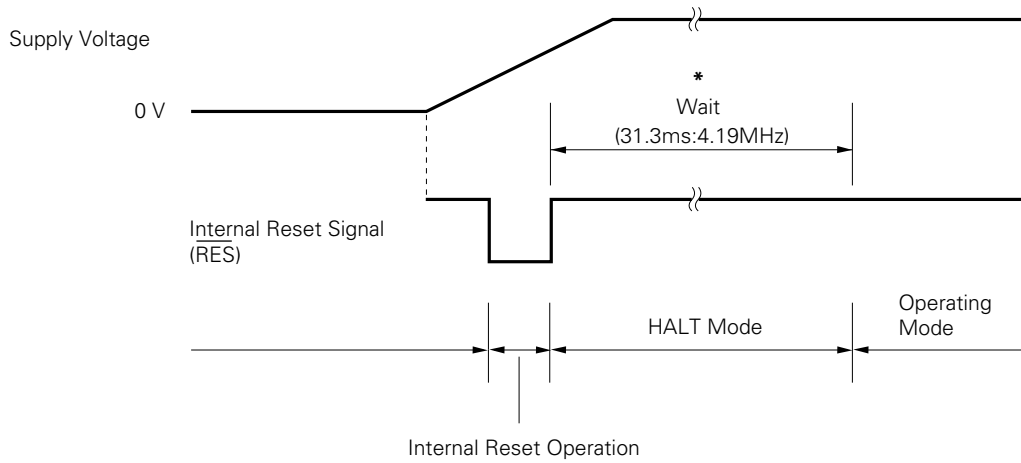 Supply Voltage
0 V
*
Wait
(31.3ms:4.19MHz)
Internal Reset Signal
(RES)
HALT Mode
Operating
Mode
Internal Reset Operation